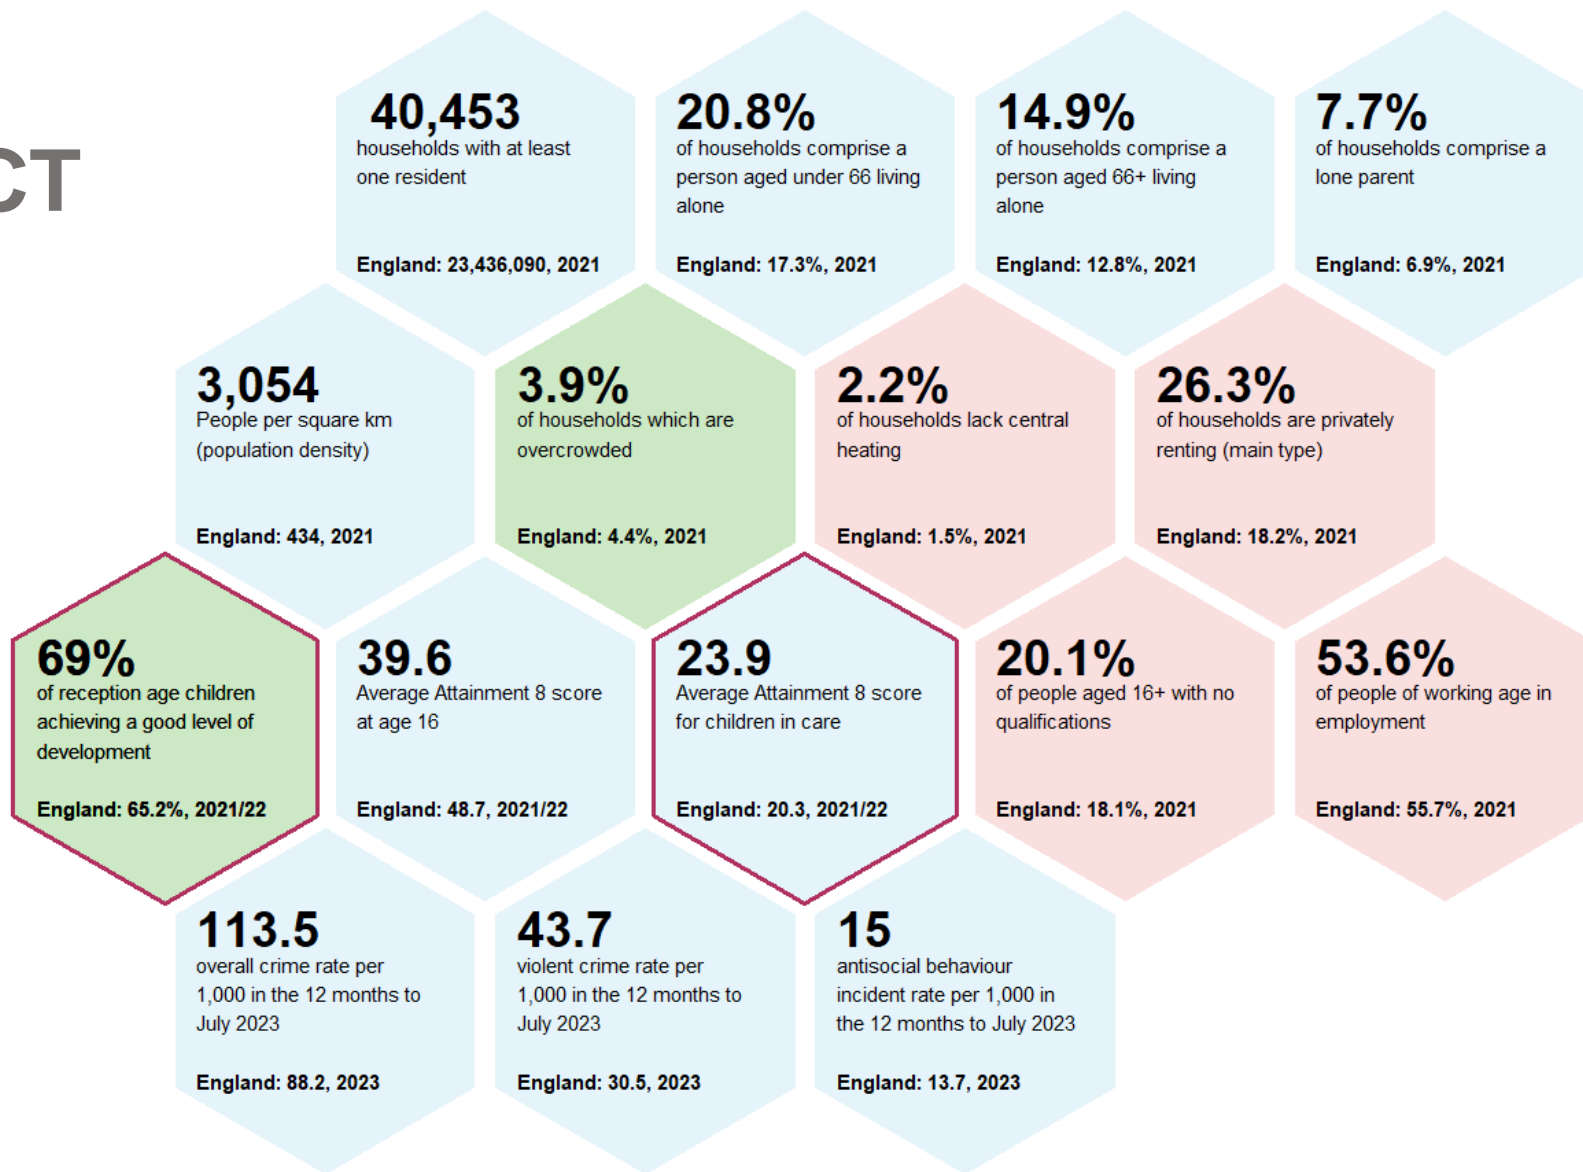 CT
40,453
households with at least
one resident
England: 23,436,090, 2021
20.8%
of households comprise a
person aged under 66 living
alone
England: 17.3%, 2021
14.9%
of households comprise a
person aged 66+ living
alone
England: 12.8%, 2021
7.7%
of households comprise a
lone parent
England: 6.9%, 2021
3,054
People per square km
(population density)
England: 434, 2021
3.9%
of households which are
overcrowded
England: 4.4%, 2021
2.2%
of households lack central
heating
England: 1.5%, 2021
26.3%
of households are privately
renting (main type)
England: 18.2%, 2021
69%
of reception age children
achieving a good level of
development
England: 65.2%, 2021/22
39.6
Average Attainment 8 score
at age 16
England: 48.7, 2021/22
23.9
Average Attainment 8 score
for children in care
England: 20.3, 2021/22
20.1%
of people aged 16+ with no
qualifications
England: 18.1%, 2021
53.6%
of people of working age in
employment
England: 55.7%, 2021
113.5
overall crime rate per
1,000 in the 12 months to
July 2023
England: 88.2, 2023
43.7
violent crime rate per
1,000 in the 12 months to
July 2023
England: 30.5, 2023
15
antisocial behaviour
incident rate per 1,000 in
the 12 months to July 2023
England: 13.7, 2023